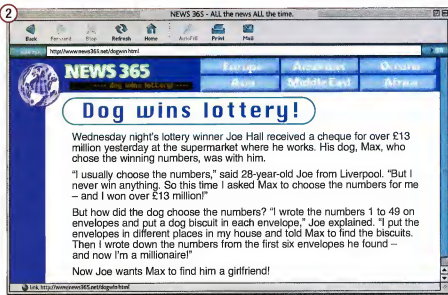 2
NEWS 365 - ALL the news ALL the time.
Back Forward Stop Refresh Home AutoFill Print Mail
http://www.news365.net/dogwin.html
NEWS 365
Europe Americas Oceania
dog wins lottery
Asia Middle East Africa
Dog wins lottery!
Wednesday night's lottery winner Joe Hall received a cheque for over £13
million yesterday at the supermarket where he works. His dog, Max, who
chose the winning numbers, was with him.
"I usually choose the numbers," said 28-year-old Joe from Liverpool. "But I
never win anything. So this time I asked Max to choose the numbers for me
– and I won over £13 million!"
But how did the dog choose the numbers? "I wrote the numbers 1 to 49 on
envelopes and put a dog biscuit in each envelope," Joe explained. "I put the
envelopes in different places in my house and told Max to find the biscuits.
Then I wrote down the numbers from the first six envelopes he found –
and now I'm a millionaire!"
Now Joe wants Max to find him a girlfriend!
Link: http://www.news365.net/dogwin.html